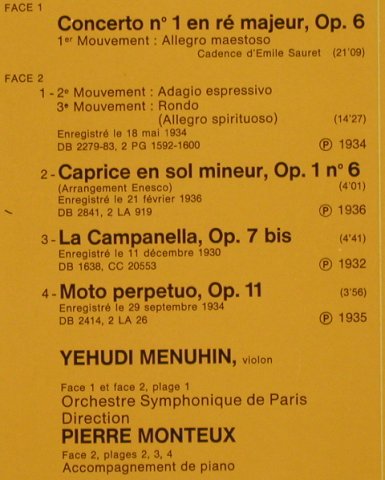 FACE 1
Concerto n° 1 en ré majeur, Op. 6
1er Mouvement : Allegro maestoso
Cadence d'Emile Sauret (21'09)
FACE 2
1 - 2e Mouvement : Adagio espressivo
3e Mouvement : Rondo
(Allegro spirituoso) (14'27)
Enregistré le 18 mai 1934
DB 2279-83, 2 PG 1592-1600 Ⓟ 1934
2 - Caprice en sol mineur, Op. 1 n° 6
(Arrangement Enesco) (4'01)
Enregistré le 21 février 1936
DB 2841, 2 LA 919 Ⓟ 1936
3 - La Campanella, Op. 7 bis (4'41)
Enregistré le 11 décembre 1930
DB 1638, CC 20553 Ⓟ 1932
4 - Moto perpetuo, Op. 11 (3'56)
Enregistré le 29 septembre 1934
DB 2414, 2 LA 26 Ⓟ 1935
YEHUDI MENUHIN, violon
Face 1 et face 2, plage 1
Orchestre Symphonique de Paris
Direction
PIERRE MONTEUX
Face 2, plages 2, 3, 4
Accompagnement de piano